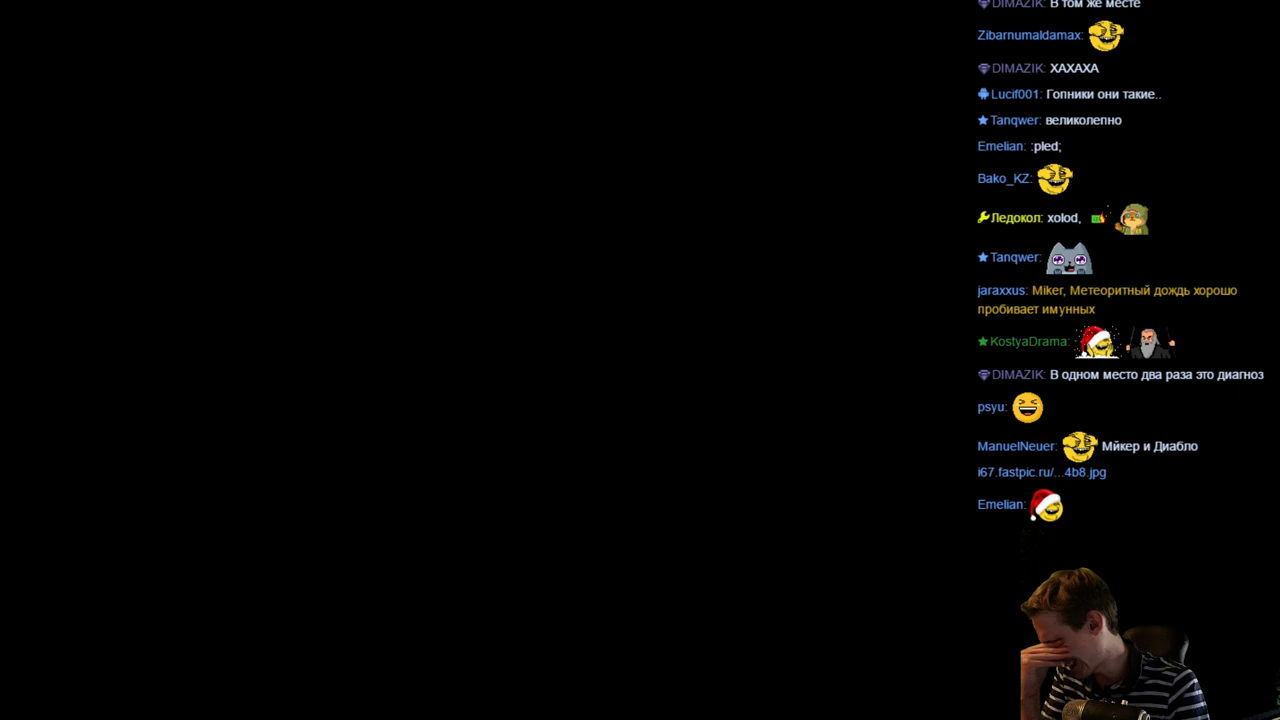 DIMAZIK: В том же месте
Zibarnumaldamax:
DIMAZIK: ХАХАХА
Lucif001: Гопники они такие..
Tanqwer: великолепно
Emelian: :pled;
Bako_KZ:
Ледокол: xolod,
Tanqwer:
jaraxxus: Miker, Метеоритный дождь хорошо
пробивает имунных
KostyaDrama:
DIMAZIK: В одном место два раза это диагноз
psyu:
ManuelNeuer: Мйкер и Диабло
i67.fastpic.ru/...4b8.jpg
Emelian: